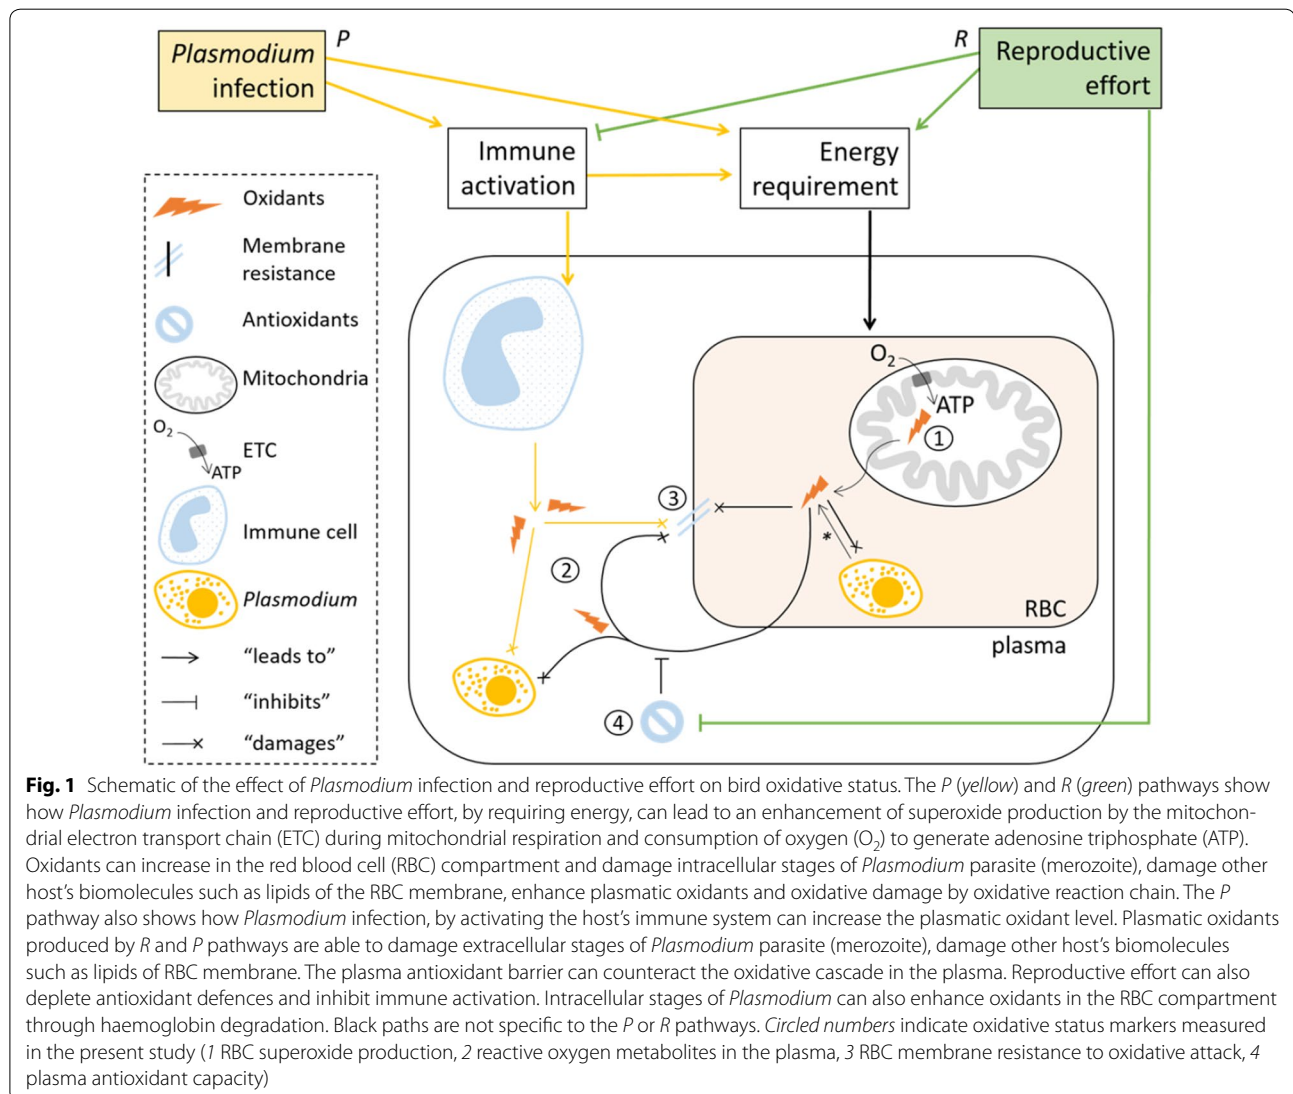 Plasmodium
infection
P
R
Reproductive
effort
Immune
activation
Energy
requirement
Oxidants
Membrane
resistance
Antioxidants
Mitochondria
O2
ETC
ATP
Immune cell
Plasmodium
"leads to"
"inhibits"
"damages"
O2
ATP
1
3
*
2
RBC
plasma
4
Fig. 1 Schematic of the effect of Plasmodium infection and reproductive effort on bird oxidative status. The P (yellow) and R (green) pathways show
how Plasmodium infection and reproductive effort, by requiring energy, can lead to an enhancement of superoxide production by the mitochon-
drial electron transport chain (ETC) during mitochondrial respiration and consumption of oxygen (O2) to generate adenosine triphosphate (ATP).
Oxidants can increase in the red blood cell (RBC) compartment and damage intracellular stages of Plasmodium parasite (merozoite), damage other
host's biomolecules such as lipids of the RBC membrane, enhance plasmatic oxidants and oxidative damage by oxidative reaction chain. The P
pathway also shows how Plasmodium infection, by activating the host's immune system can increase the plasmatic oxidant level. Plasmatic oxidants
produced by R and P pathways are able to damage extracellular stages of Plasmodium parasite (merozoite), damage other host's biomolecules
such as lipids of RBC membrane. The plasma antioxidant barrier can counteract the oxidative cascade in the plasma. Reproductive effort can also
deplete antioxidant defences and inhibit immune activation. Intracellular stages of Plasmodium can also enhance oxidants in the RBC compartment
through haemoglobin degradation. Black paths are not specific to the P or R pathways. Circled numbers indicate oxidative status markers measured
in the present study (1 RBC superoxide production, 2 reactive oxygen metabolites in the plasma, 3 RBC membrane resistance to oxidative attack, 4
plasma antioxidant capacity)